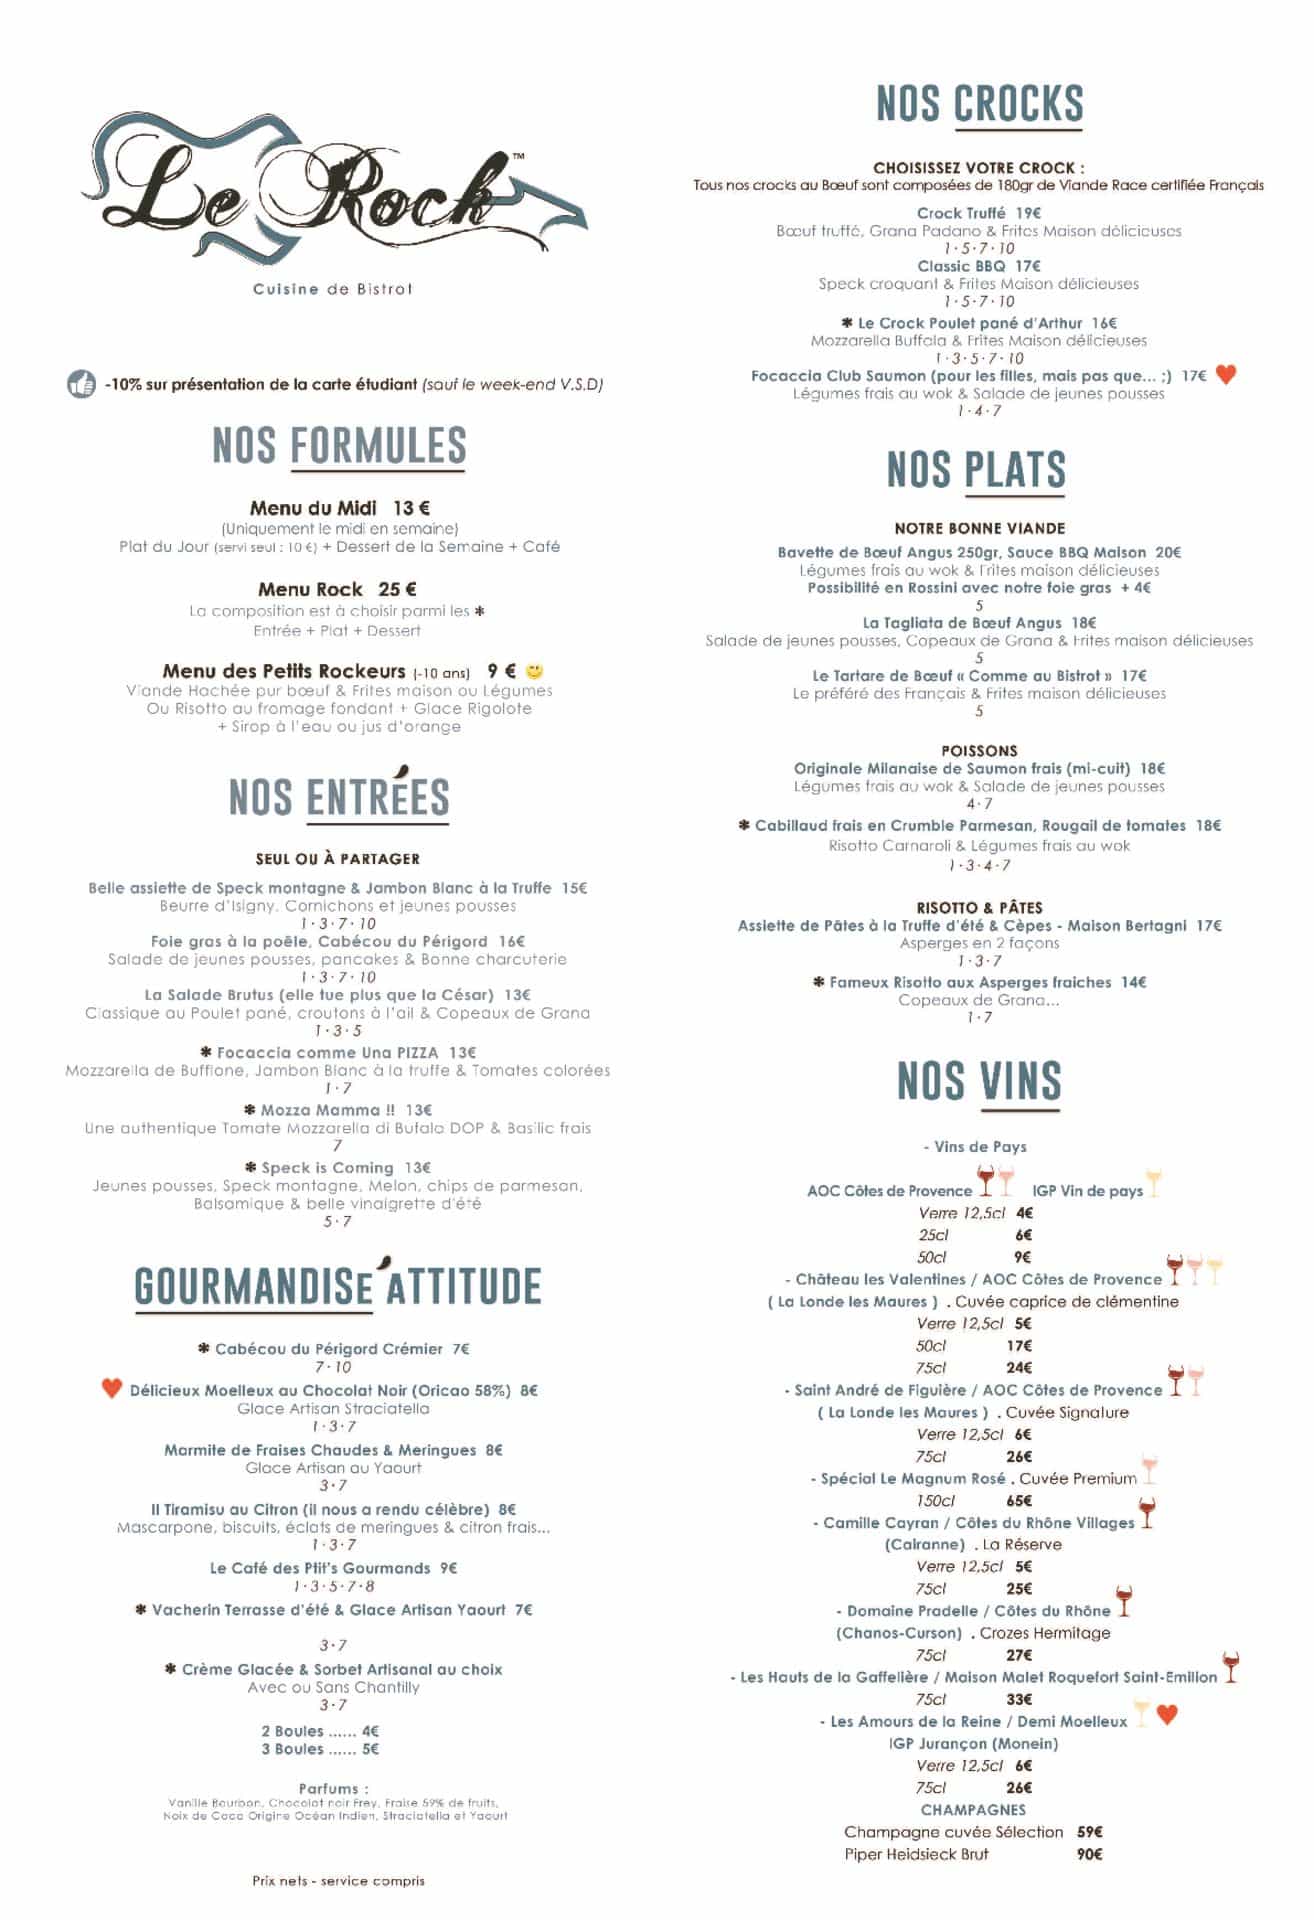 Le Rock™
Cuisine de Bistrot
-10% sur présentation de la carte étudiant (sauf le week-end V.S.D)
NOS FORMULES
Menu du Midi 13 €
(Uniquement le midi en semaine)
Plat du Jour (servi seul : 10 €) + Dessert de la Semaine + Café
Menu Rock 25 €
La composition est à choisir parmi les ✱
Entrée + Plat + Dessert
Menu des Petits Rockeurs (-10 ans) 9 €
Viande Hachée pur bœuf & Frites maison ou Légumes
Ou Risotto au fromage fondant + Glace Rigolote
+ Sirop à l'eau ou jus d'orange
NOS ENTRÉES
SEUL OU À PARTAGER
Belle assiette de Speck montagne & Jambon Blanc à la Truffe 15€
Beurre d'Isigny, Cornichons et jeunes pousses
1·3·7·10
Foie gras à la poêle, Cabécou du Périgord 16€
Salade de jeunes pousses, pancakes & Bonne charcuterie
1·3·7·10
La Salade Brutus (elle tue plus que la César) 13€
Classique au Poulet pané, croutons à l'ail & Copeaux de Grana
1·3·5
✱ Focaccia comme Una PIZZA 13€
Mozzarella de Buffione, Jambon Blanc à la truffe & Tomates colorées
1·7
✱ Mozza Mamma !! 13€
Une authentique Tomate Mozzarella di Bufala DOP & Basilic frais
7
✱ Speck is Coming 13€
Jeunes pousses, Speck montagne, Melon, chips de parmesan,
Balsamique & belle vinaigrette d'été
5·7
GOURMANDISE'ATTITUDE
✱ Cabécou du Périgord Crémier 7€
7·10
Délicieux Moelleux au Chocolat Noir (Oricao 58%) 8€
Glace Artisan Straciatella
1·3·7
Marmite de Fraises Chaudes & Meringues 8€
Glace Artisan au Yaourt
3·7
Il Tiramisu au Citron (il nous a rendu célèbre) 8€
Mascarpone, biscuits, éclats de meringues & citron frais...
1·3·7
Le Café des Ptit's Gourmands 9€
1·3·5·7·8
✱ Vacherin Terrasse d'été & Glace Artisan Yaourt 7€
3·7
✱ Crème Glacée & Sorbet Artisanal au choix
Avec ou Sans Chantilly
3·7
2 Boules ...... 4€
3 Boules ...... 5€
Parfums :
Vanille Bourbon, Chocolat noir Frey, Fraise 59% de fruits,
Noix de Coco Origine Océan Indien, Straciatella et Yaourt
Prix nets - service compris
NOS CROCKS
CHOISISSEZ VOTRE CROCK :
Tous nos crocks au Bœuf sont composées de 180gr de Viande Race certifiée Français
Crock Truffé 19€
Bœuf truffé, Grana Padano & Frites Maison délicieuses
1·5·7·10
Classic BBQ 17€
Speck croquant & Frites Maison délicieuses
1·5·7·10
✱ Le Crock Poulet pané d'Arthur 16€
Mozzarella Buffala & Frites Maison délicieuses
1·3·5·7·10
Focaccia Club Saumon (pour les filles, mais pas que... ;) 17€
Légumes frais au wok & Salade de jeunes pousses
1·4·7
NOS PLATS
NOTRE BONNE VIANDE
Bavette de Bœuf Angus 250gr, Sauce BBQ Maison 20€
Légumes frais au wok & Frites maison délicieuses
Possibilité en Rossini avec notre foie gras + 4€
5
La Tagliata de Bœuf Angus 18€
Salade de jeunes pousses, Copeaux de Grana & Frites maison délicieuses
5
Le Tartare de Bœuf « Comme au Bistrot » 17€
Le préféré des Français & Frites maison délicieuses
5
POISSONS
Originale Milanaise de Saumon frais (mi-cuit) 18€
Légumes frais au wok & Salade de jeunes pousses
4·7
✱ Cabillaud frais en Crumble Parmesan, Rougail de tomates 18€
Risotto Carnaroli & Légumes frais au wok
1·3·4·7
RISOTTO & PÂTES
Assiette de Pâtes à la Truffe d'été & Cèpes - Maison Bertagni 17€
Asperges en 2 façons
1·3·7
✱ Fameux Risotto aux Asperges fraiches 14€
Copeaux de Grana...
1·7
NOS VINS
- Vins de Pays
AOC Côtes de Provence IGP Vin de pays
Verre 12,5cl 4€
25cl 6€
50cl 9€
- Château les Valentines / AOC Côtes de Provence
( La Londe les Maures ) . Cuvée caprice de clémentine
Verre 12,5cl 5€
50cl 17€
75cl 24€
- Saint André de Figuière / AOC Côtes de Provence
( La Londe les Maures ) . Cuvée Signature
Verre 12,5cl 6€
75cl 26€
- Spécial Le Magnum Rosé . Cuvée Premium
150cl 65€
- Camille Cayran / Côtes du Rhône Villages
(Cairanne) . La Réserve
Verre 12,5cl 5€
75cl 25€
- Domaine Pradelle / Côtes du Rhône
(Chanos-Curson) . Crozes Hermitage
75cl 27€
- Les Hauts de la Gaffelière / Maison Malet Roquefort Saint-Emilion
75cl 33€
- Les Amours de la Reine / Demi Moelleux
IGP Jurançon (Monein)
Verre 12,5cl 6€
75cl 26€
CHAMPAGNES
Champagne cuvée Sélection 59€
Piper Heidsieck Brut 90€